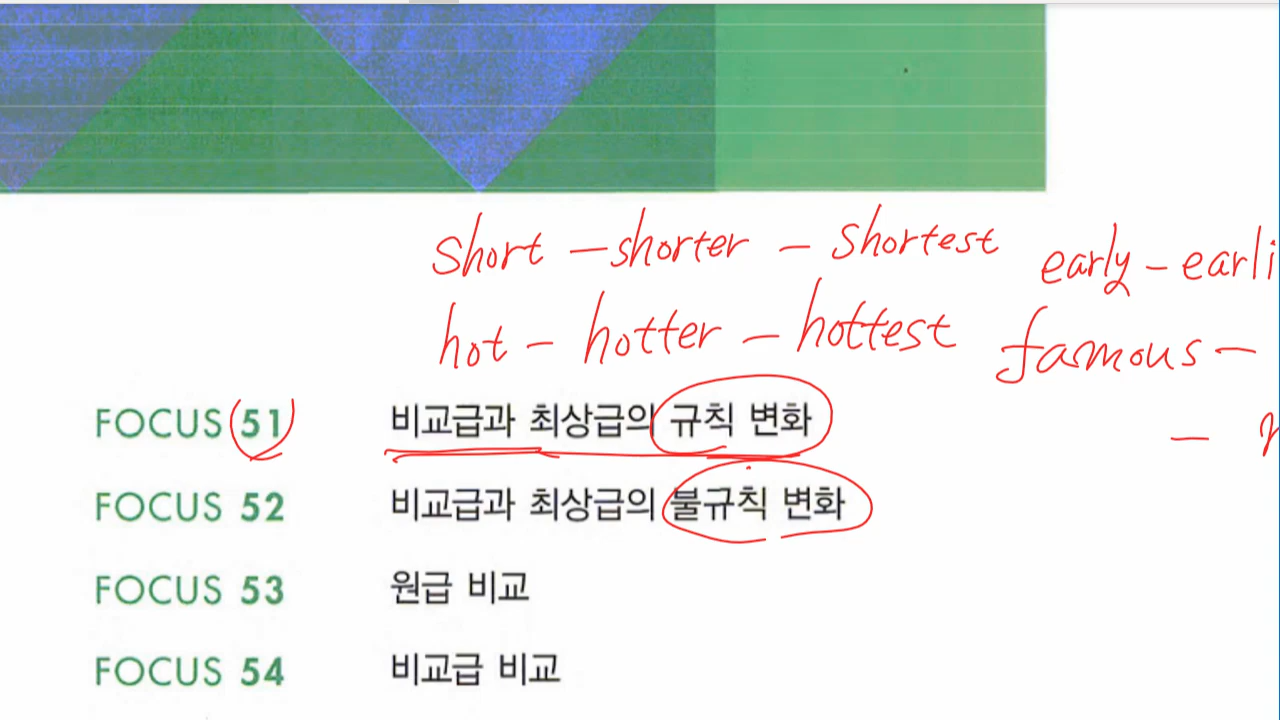 short – shorter – shortest early – earli
hot – hotter – hottest famous –
–
FOCUS 51 비교급과 최상급의 규칙 변화
FOCUS 52 비교급과 최상급의 불규칙 변화
FOCUS 53 원급 비교
FOCUS 54 비교급 비교